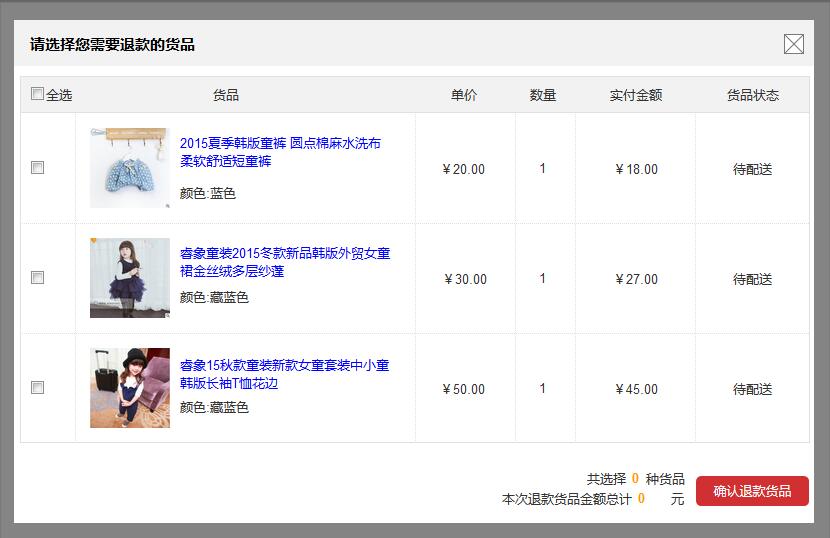 请选择您需要退款的货品
全选 货品 单价 数量 实付金额 货品状态
2015夏季韩版童裤 圆点棉麻水洗布
柔软舒适短童裤
颜色:蓝色
￥20.00 1 ￥18.00 待配送
睿象童装2015冬款新品韩版外贸女童
裙金丝绒多层纱蓬
颜色:藏蓝色
￥30.00 1 ￥27.00 待配送
睿象15秋款童装新款女童套装中小童
韩版长袖T恤花边
颜色:藏蓝色
￥50.00 1 ￥45.00 待配送
共选择 0 种货品
本次退款货品金额总计 0 元
确认退款货品